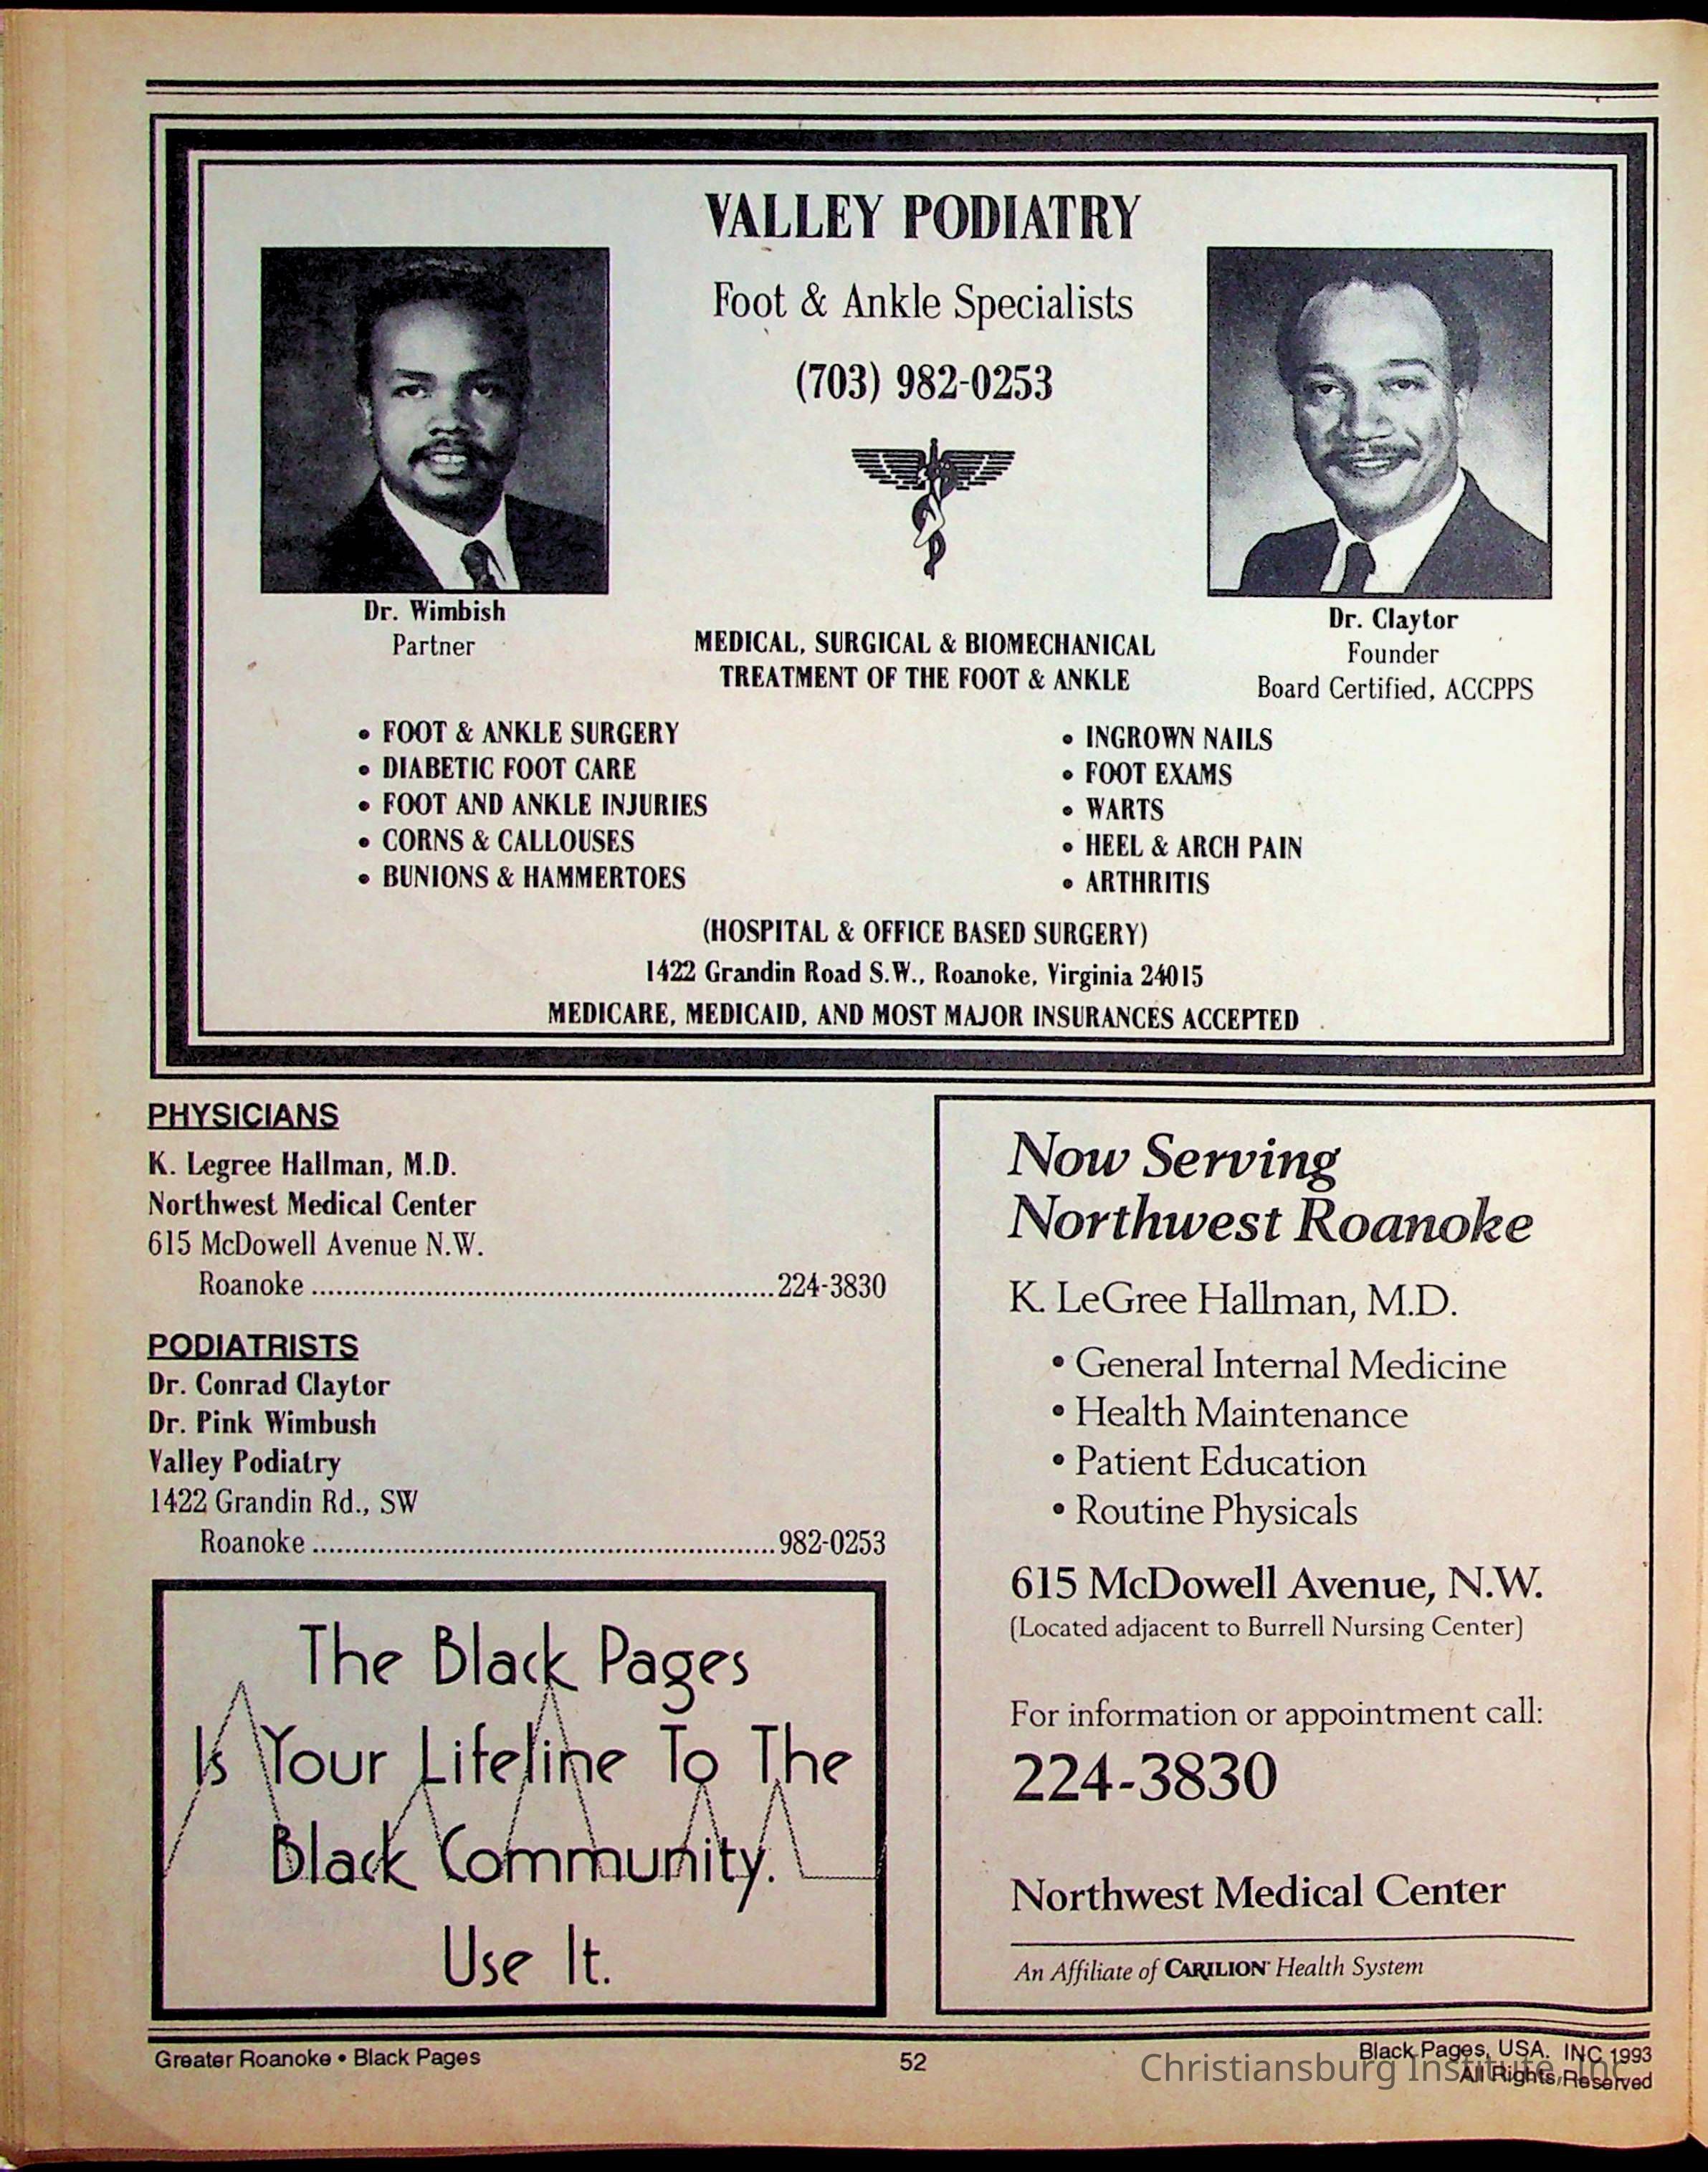 VALLEY PODIATRY
Foot & Ankle Specialists
(703) 982-0253
Dr. Wimbish
Partner
Dr. Claytor
Founder
Board Certified, ACCPPS
MEDICAL, SURGICAL & BIOMECHANICAL
TREATMENT OF THE FOOT & ANKLE
• FOOT & ANKLE SURGERY
• DIABETIC FOOT CARE
• FOOT AND ANKLE INJURIES
• CORNS & CALLOUSES
• BUNIONS & HAMMERTOES
• INGROWN NAILS
• FOOT EXAMS
• WARTS
• HEEL & ARCH PAIN
• ARTHRITIS
(HOSPITAL & OFFICE BASED SURGERY)
1422 Grandin Road S.W., Roanoke, Virginia 24015
MEDICARE, MEDICAID, AND MOST MAJOR INSURANCES ACCEPTED
PHYSICIANS
K. Legree Hallman, M.D.
Northwest Medical Center
615 McDowell Avenue N.W.
Roanoke ........................................................ 224-3830
PODIATRISTS
Dr. Conrad Claytor
Dr. Pink Wimbush
Valley Podiatry
1422 Grandin Rd., SW
Roanoke ........................................................ 982-0253
The Black Pages
Is Your Lifeline To The
Black Community.
Use It.
Now Serving
Northwest Roanoke
K. LeGree Hallman, M.D.
• General Internal Medicine
• Health Maintenance
• Patient Education
• Routine Physicals
615 McDowell Avenue, N.W.
(Located adjacent to Burrell Nursing Center)
For information or appointment call:
224-3830
Northwest Medical Center
An Affiliate of CARILION Health System
Greater Roanoke • Black Pages
52
Black Pages, USA. INC 1993
All Rights Reserved
Christiansburg Institute, Inc.